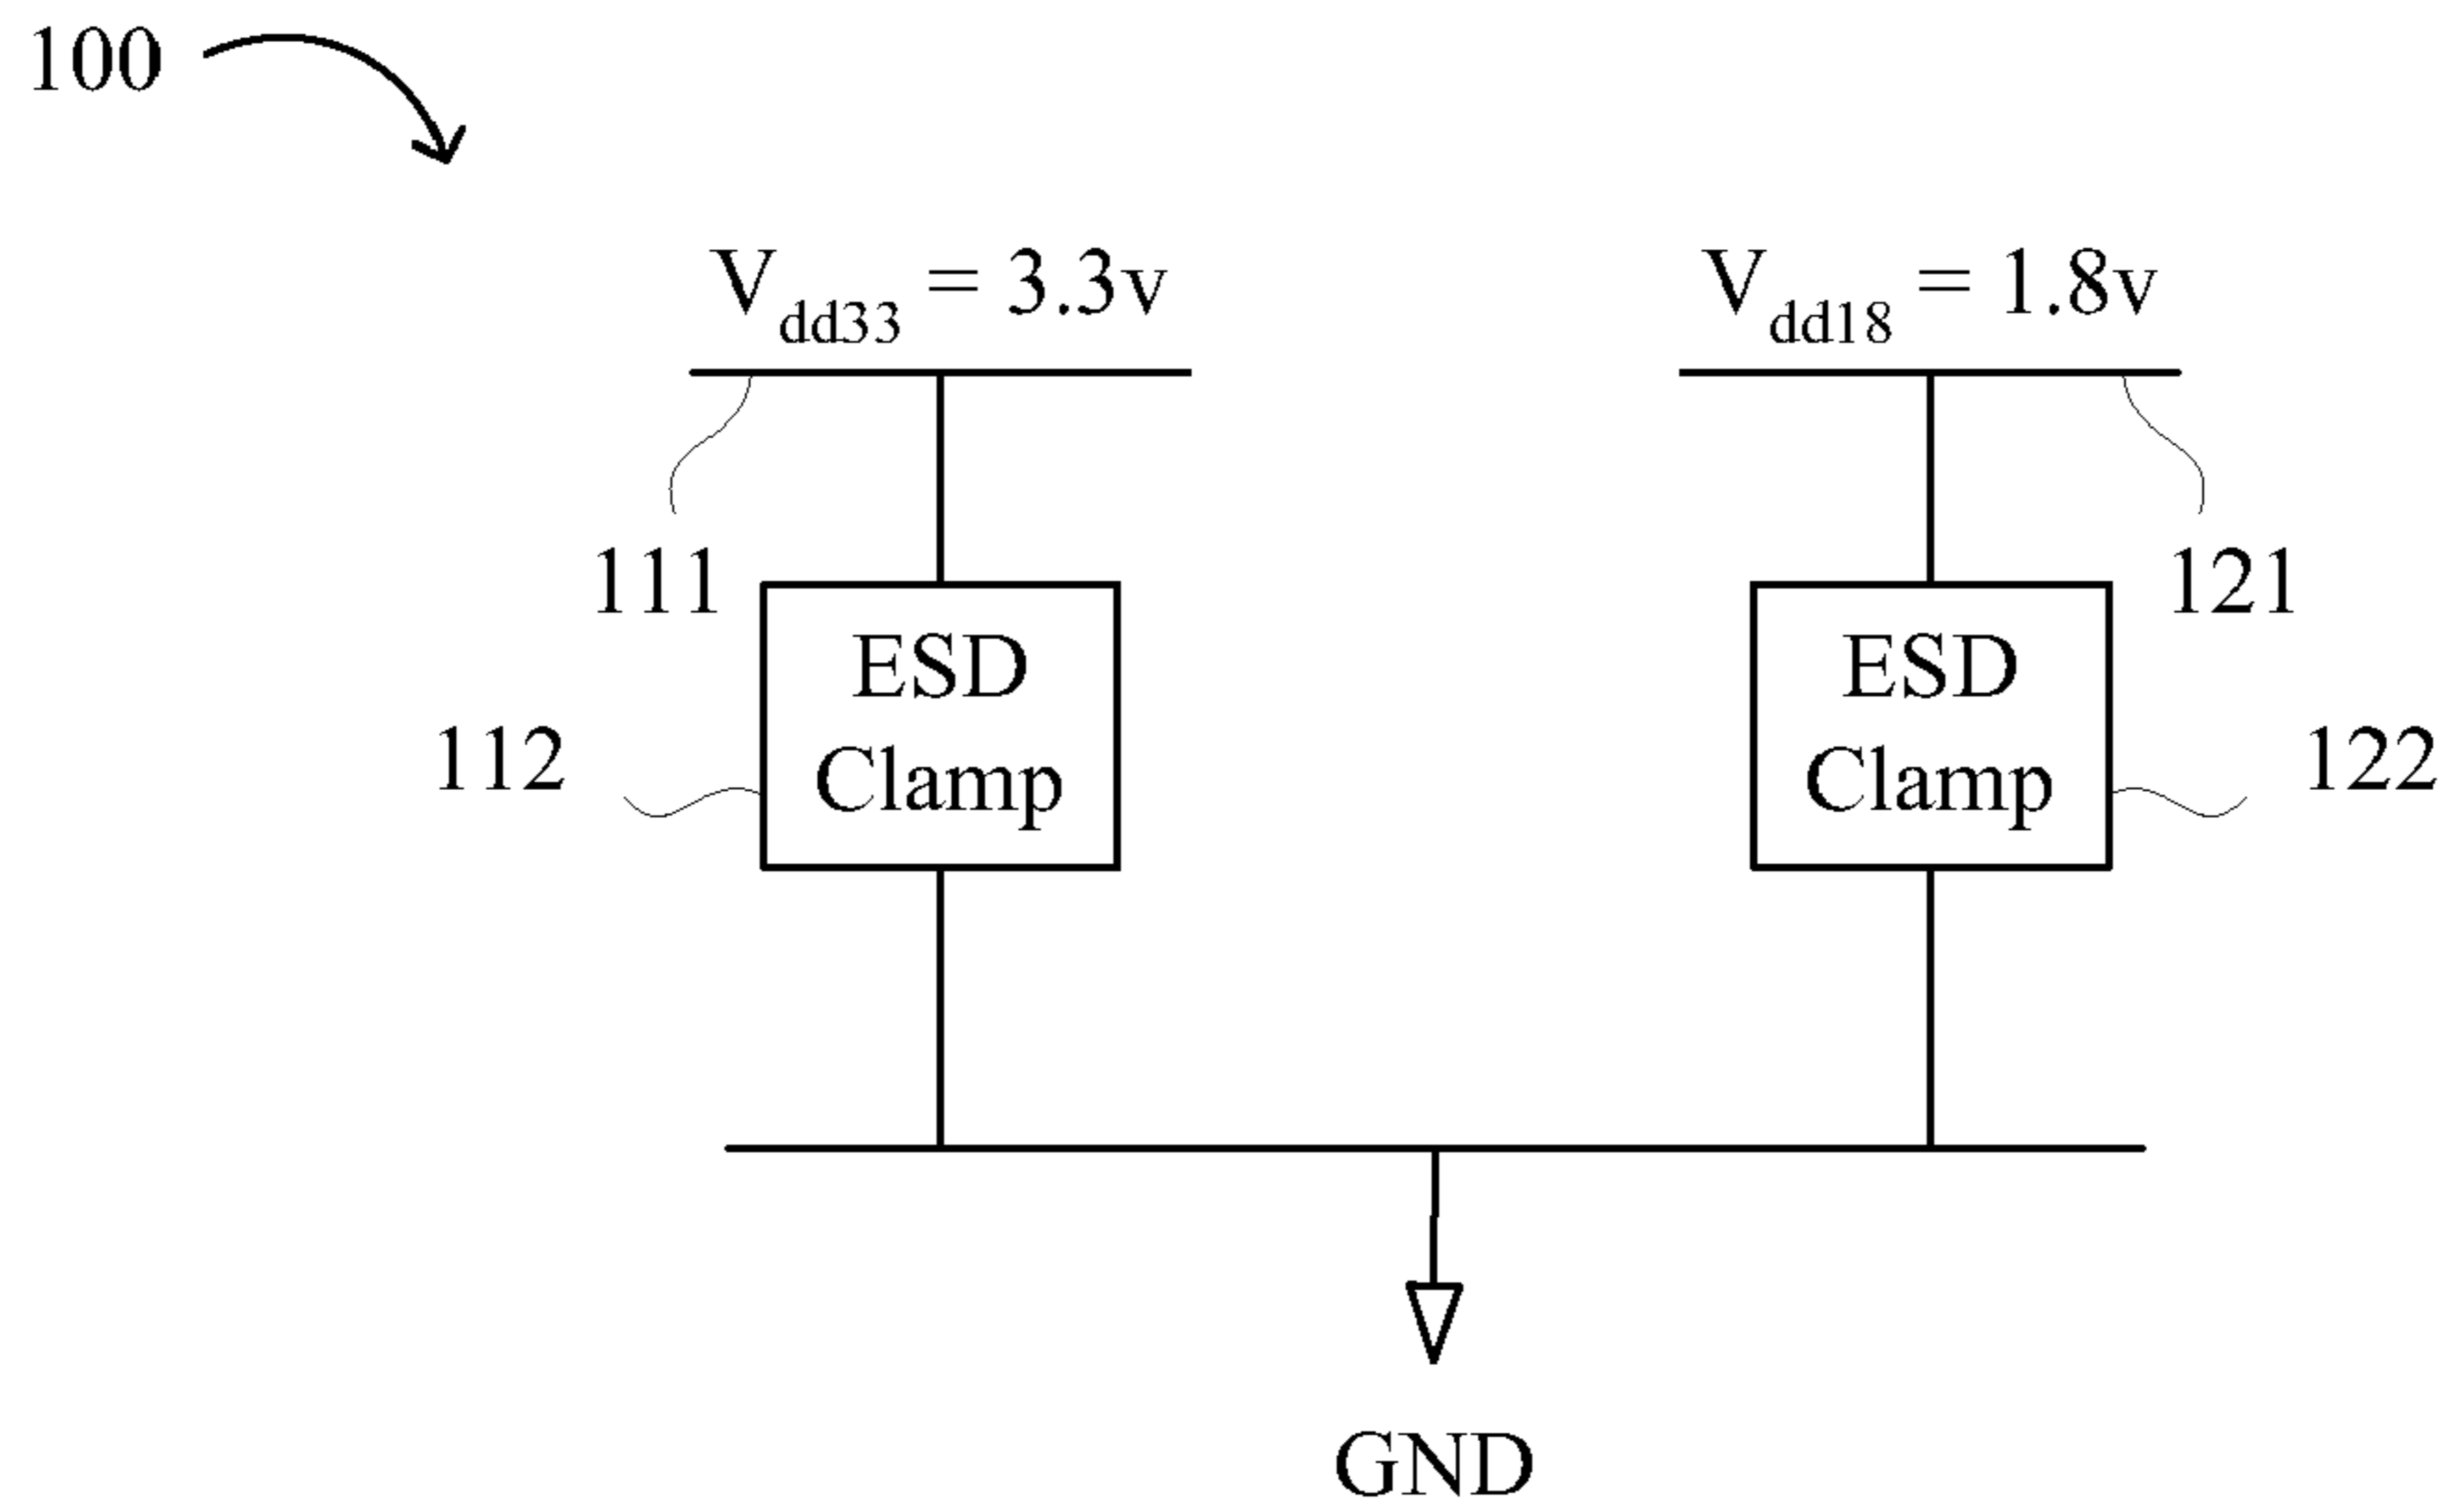 100
Vdd33 = 3.3v
Vdd18 = 1.8v
111
121
ESD
Clamp
ESD
Clamp
112
122
GND